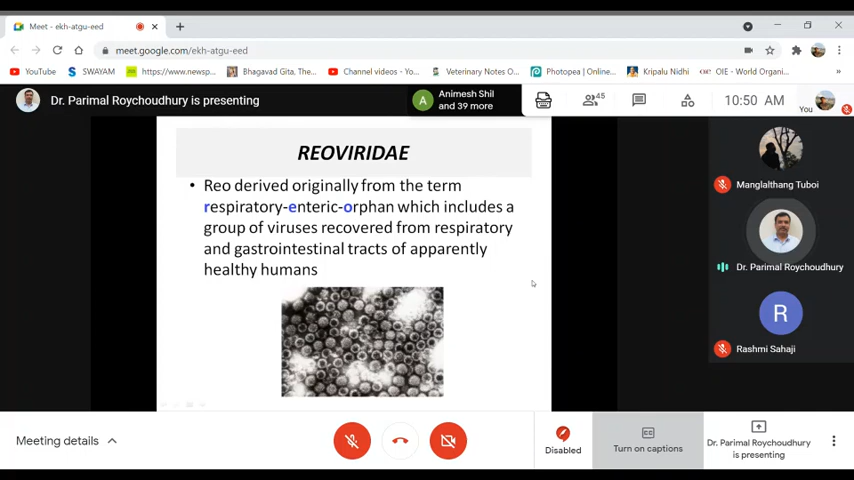 Meet - ekh-atgu-eed
meet.google.com/ekh-atgu-eed
YouTube
SWAYAM
https://www.newsp...
Bhagavad Gita, The...
Channel videos - Yo...
Veterinary Notes O...
Photopea | Online...
Kripalu Nidhi
OIE - World Organi...
Dr. Parimal Roychoudhury is presenting
A
Animesh Shil
and 39 more
45
10:50 AM
You
REOVIRIDAE
• Reo derived originally from the term
respiratory-enteric-orphan which includes a
group of viruses recovered from respiratory
and gastrointestinal tracts of apparently
healthy humans
Manglalthang Tuboi
Dr. Parimal Roychoudhury
R
Rashmi Sahaji
Meeting details
Disabled
CC
Turn on captions
Dr. Parimal Roychoudhury
is presenting